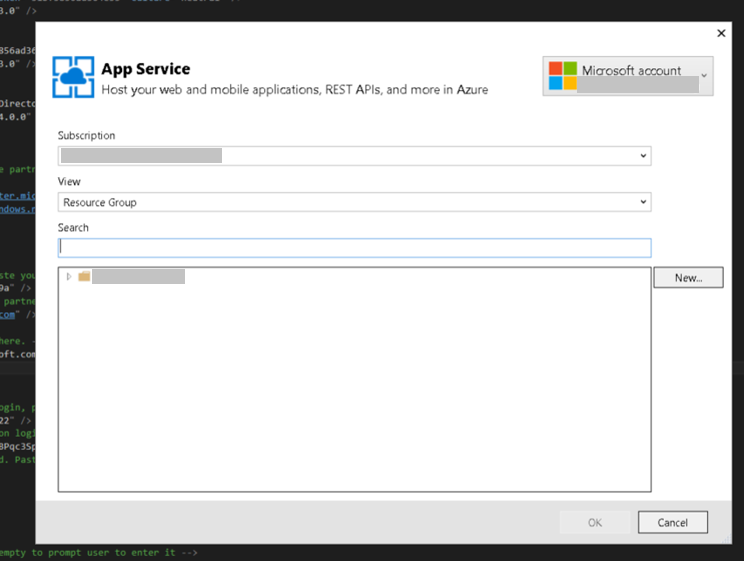 3.0" />
856ad36
3.0" />
Directo
4.0.0"
e partn
ter.mic
ndows.n
ste you
9a" />
partne
com" />
here. -
oft.com
ogin, p
22" />
on logi
8Pqc3Sp
d. Past
App Service
Host your web and mobile applications, REST APIs, and more in Azure
Microsoft account
Subscription
View
Resource Group
Search
New...
OK
Cancel
empty to prompt user to enter it -->